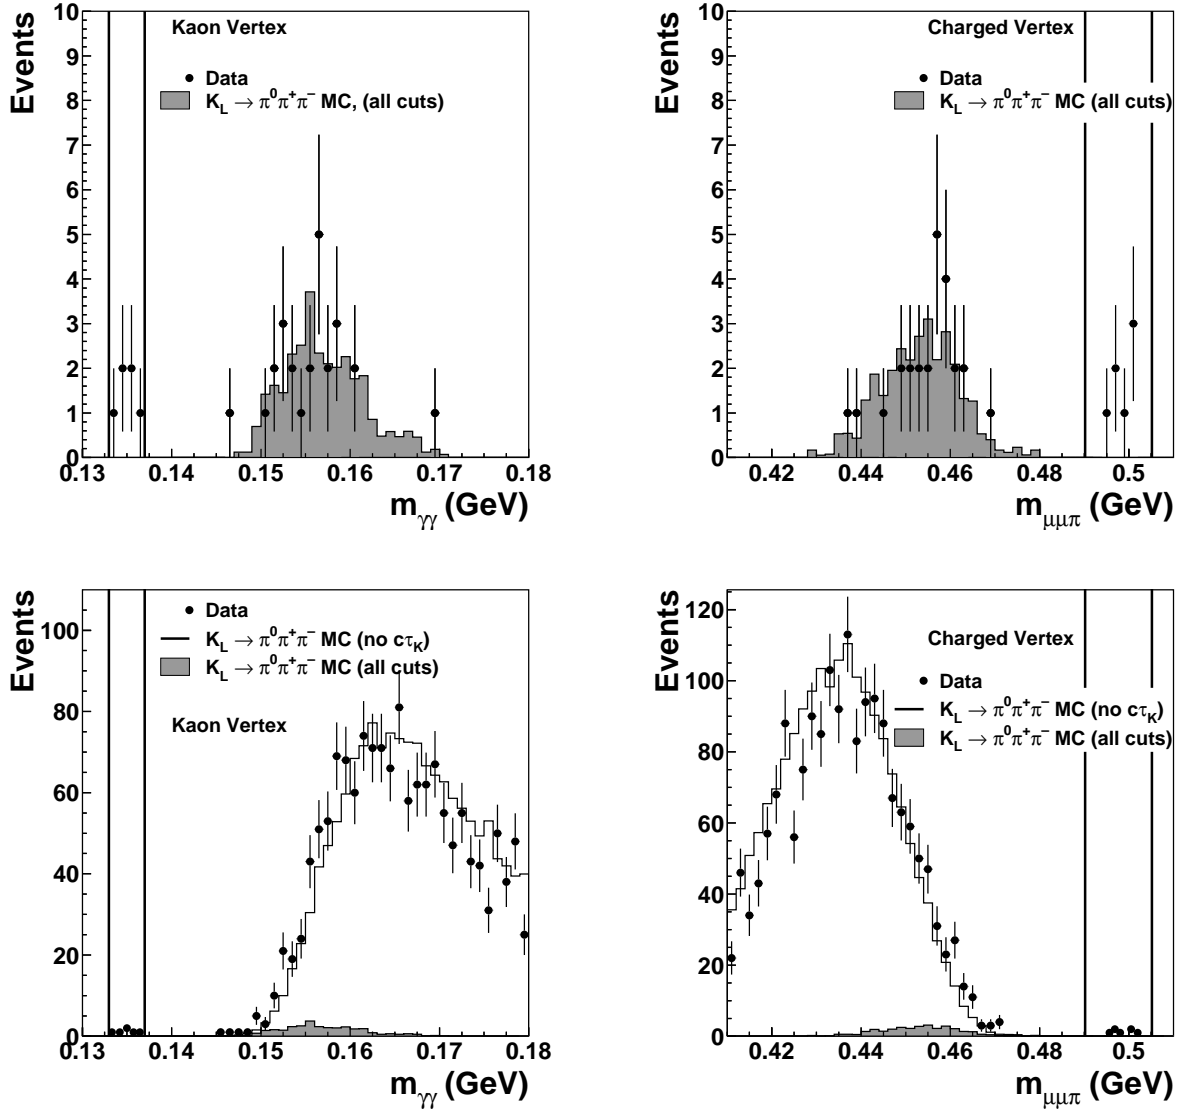 Events
10
9
8
7
6
5
4
3
2
1
0
Kaon Vertex
Data
K_L → π⁰π⁺π⁻ MC, (all cuts)
0.13 0.14 0.15 0.16 0.17 0.18
m_γγ (GeV)
Events
10
9
8
7
6
5
4
3
2
1
0
Charged Vertex
Data
K_L → π⁰π⁺π⁻ MC (all cuts)
0.42 0.44 0.46 0.48 0.5
m_μμπ (GeV)
Events
100
80
60
40
20
0
Data
K_L → π⁰π⁺π⁻ MC (no cτ_K)
K_L → π⁰π⁺π⁻ MC (all cuts)
Kaon Vertex
0.13 0.14 0.15 0.16 0.17 0.18
m_γγ (GeV)
Events
120
100
80
60
40
20
0
Charged Vertex
Data
K_L → π⁰π⁺π⁻ MC (no cτ_K)
K_L → π⁰π⁺π⁻ MC (all cuts)
0.42 0.44 0.46 0.48 0.5
m_μμπ (GeV)